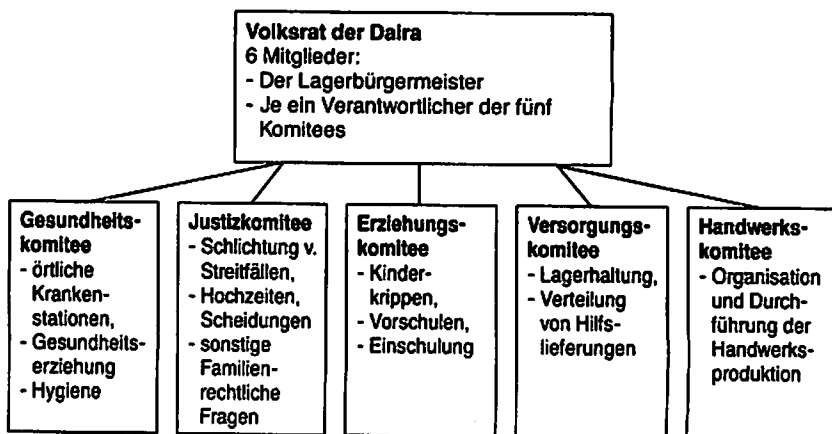 Volksrat der Daira
6 Mitglieder:
- Der Lagerbürgermeister
- Je ein Verantwortlicher der fünf
Komitees
Gesundheits-
komitee
- örtliche
Kranken-
stationen,
- Gesundheits-
erziehung
- Hygiene
Justizkomitee
- Schlichtung v.
Streitfällen,
- Hochzeiten,
Scheidungen
- sonstige
Familien-
rechtliche
Fragen
Erziehungs-
komitee
- Kinder-
krippen,
- Vorschulen,
- Einschulung
Versorgungs-
komitee
- Lagerhaltung,
- Verteilung
von Hilfs-
lieferungen
Handwerks-
komitee
- Organisation
und Durch-
führung der
Handwerks-
produktion